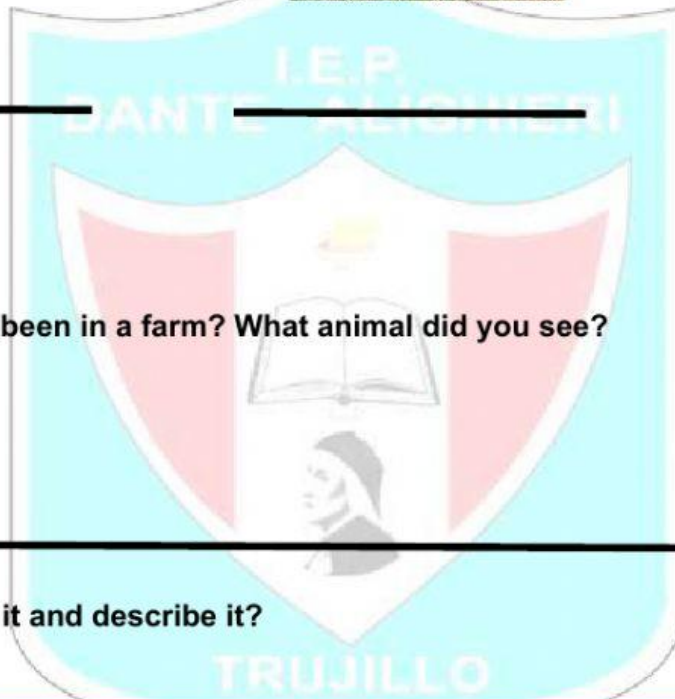 I.E.P.
DANTE ALIGHIERI
been in a farm? What animal did you see?
it and describe it?
TRUJILLO